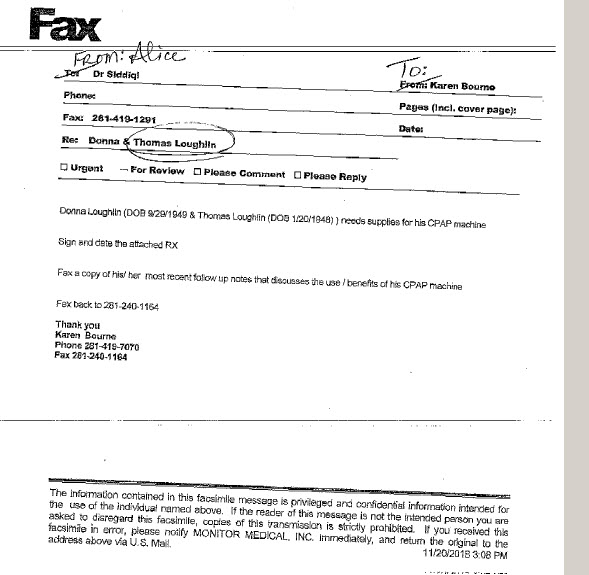 Fax
From: Alice
To: Dr Siddiqi
To:
From: Karen Bourne
Phone:
Pages (incl. cover page):
Fax: 281-419-1291
Date:
Re: Donna & Thomas Loughlin
☐ Urgent — For Review ☐ Please Comment ☐ Please Reply
Donna Loughlin (DOB 9/29/1949 & Thomas Loughlin (DOB 1/20/1948) ) needs supplies for his CPAP machine
Sign and date the attached RX
Fax a copy of his/ her most recent follow up notes that discusses the use / benefits of his CPAP machine
Fax back to 281-240-1164
Thank you
Karen Bourne
Phone 281-419-7070
Fax 281-240-1164
The information contained in this facsimile message is privileged and confidential information intended for
the use of the individual named above. If the reader of this message is not the intended person you are
asked to disregard this facsimile, copies of this transmission is strictly prohibited. If you received this
facsimile in error, please notify MONITOR MEDICAL, INC. immediately, and return the original to the
address above via U.S. Mail.
11/20/2018 3:08 PM